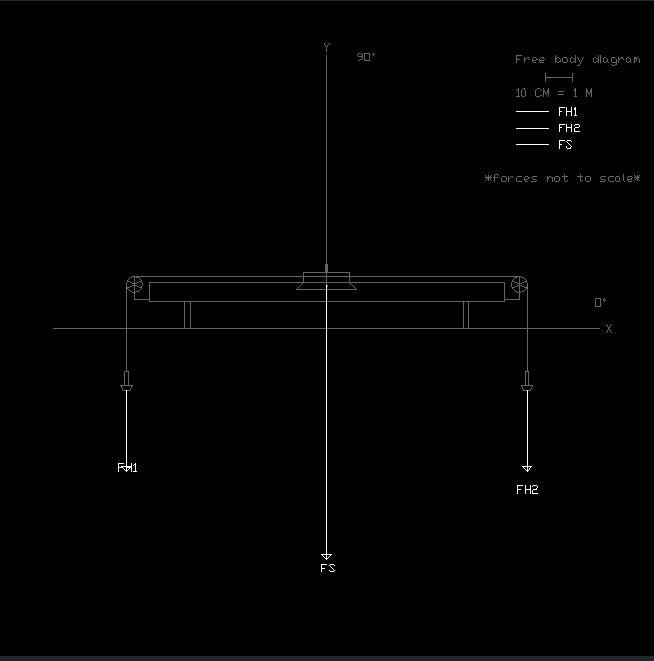 Y
90°
Free body diagram
10 CM = 1 M
FH1
FH2
FS
*forces not to scale*
0°
X
FH1
FH2
FS